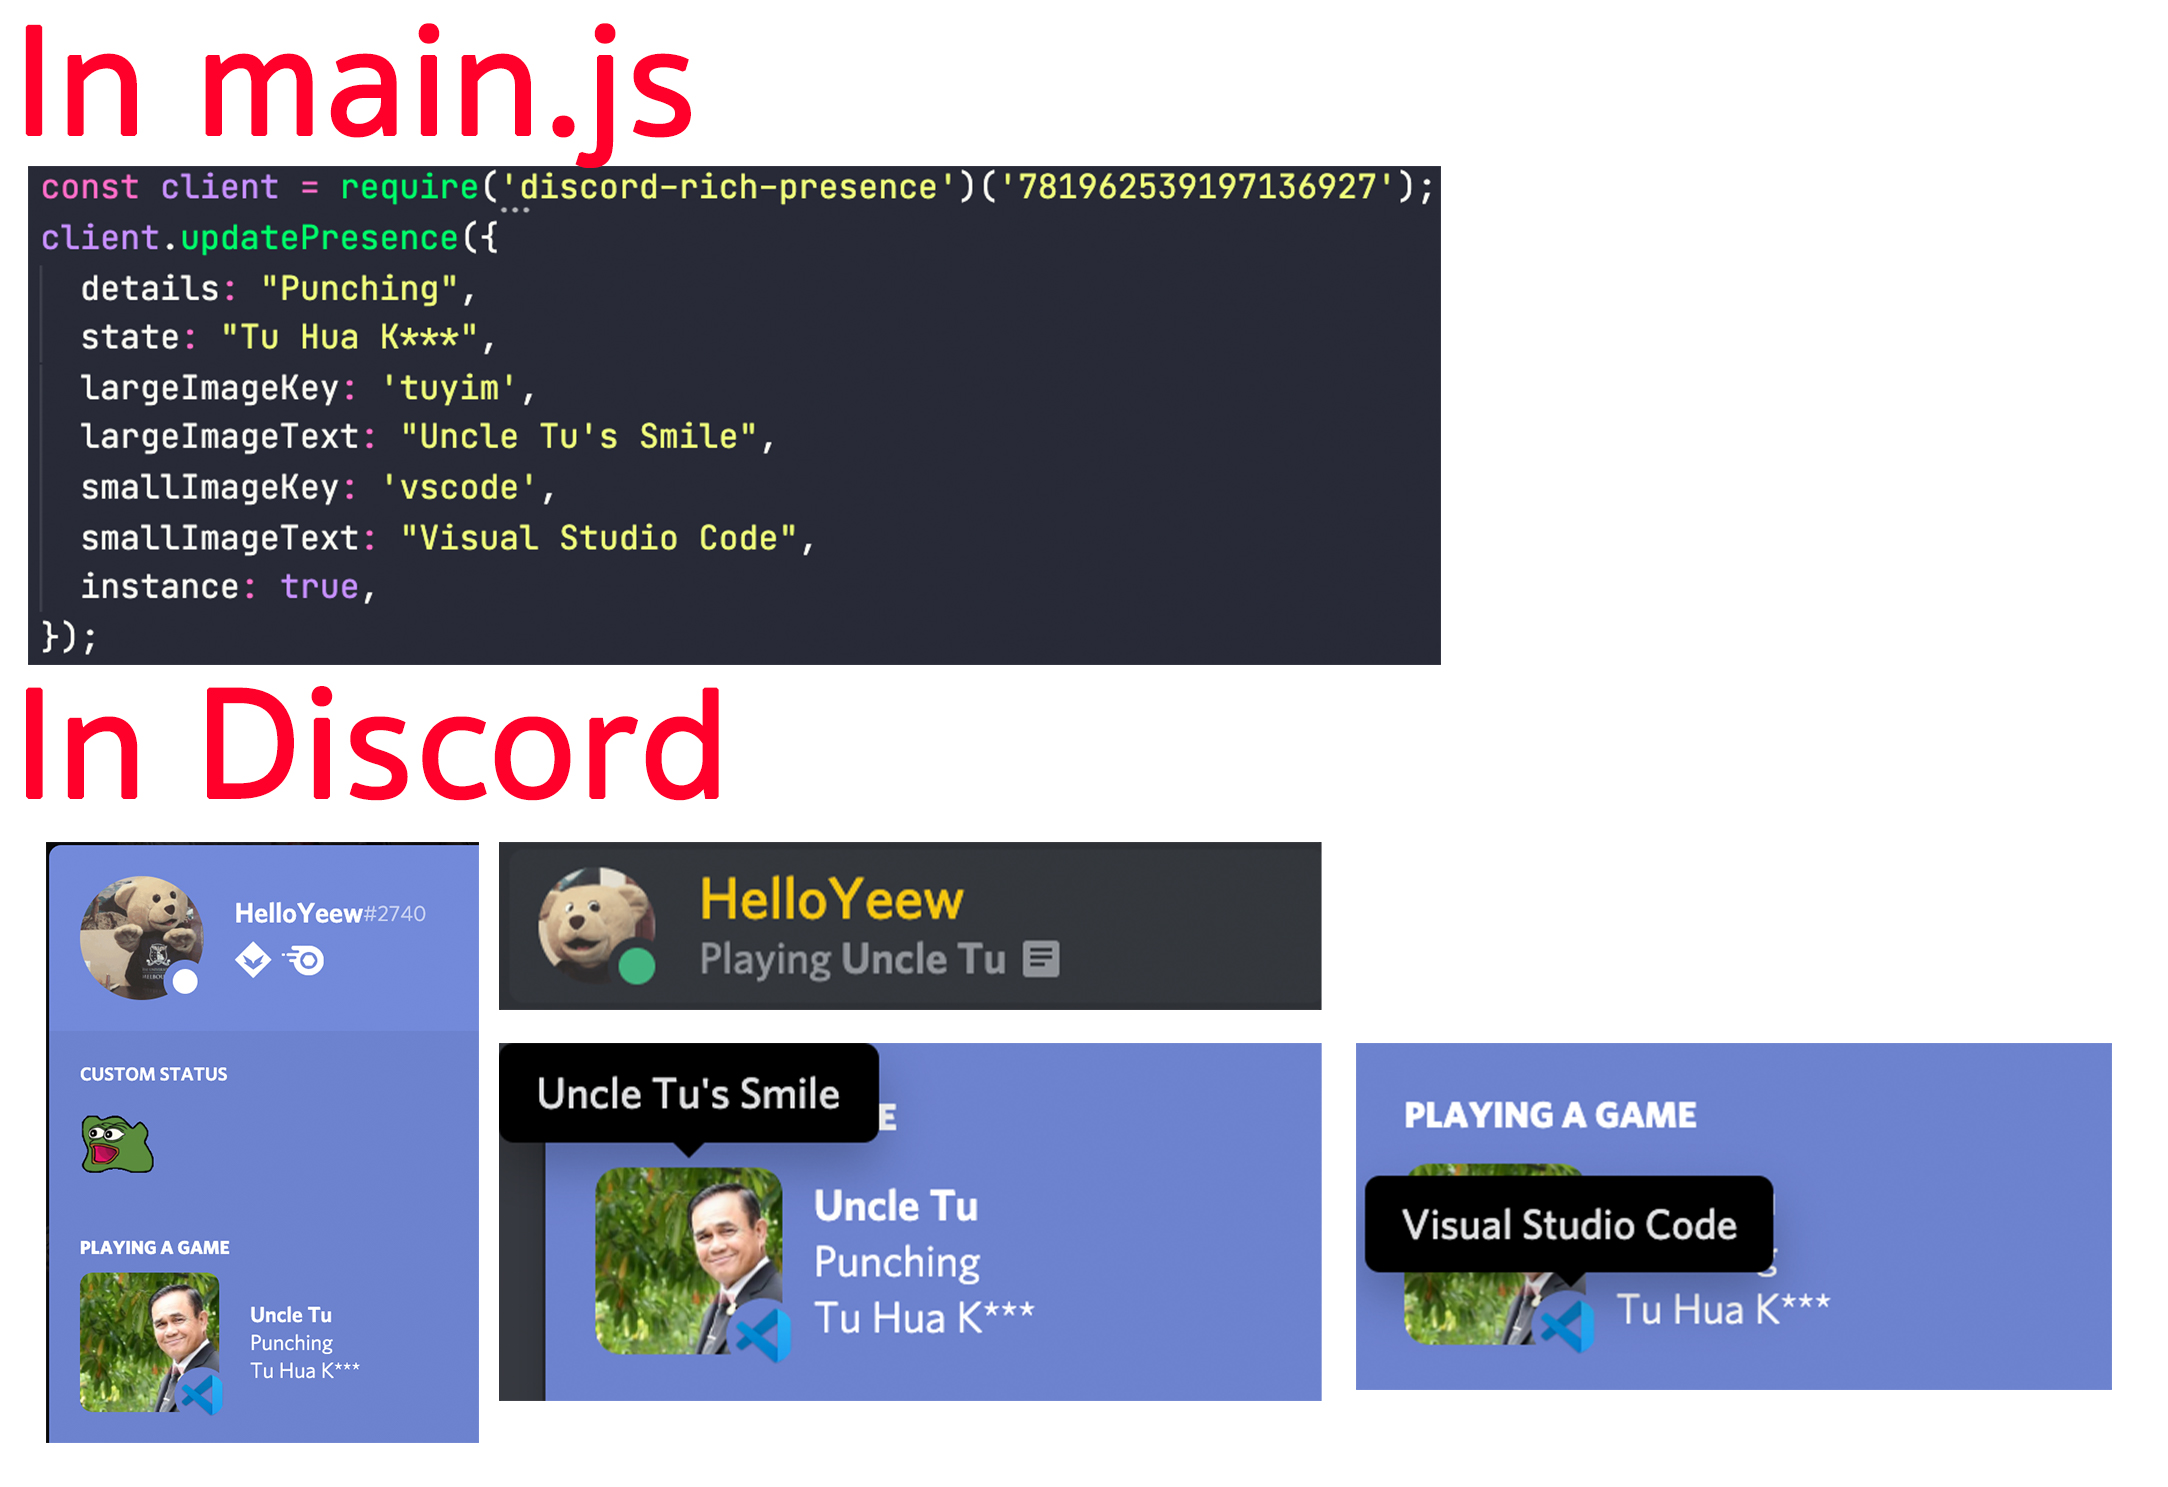 In main.js
const client = require('discord-rich-presence')('781962539197136927');
client.updatePresence({
details: "Punching",
state: "Tu Hua K***",
largeImageKey: 'tuyim',
largeImageText: "Uncle Tu's Smile",
smallImageKey: 'vscode',
smallImageText: "Visual Studio Code",
instance: true,
});
In Discord
HelloYeew#2740
CUSTOM STATUS
PLAYING A GAME
Uncle Tu
Punching
Tu Hua K***
HelloYeew
Playing Uncle Tu
Uncle Tu's Smile
E
Uncle Tu
Punching
Tu Hua K***
PLAYING A GAME
Visual Studio Code
g
Tu Hua K***